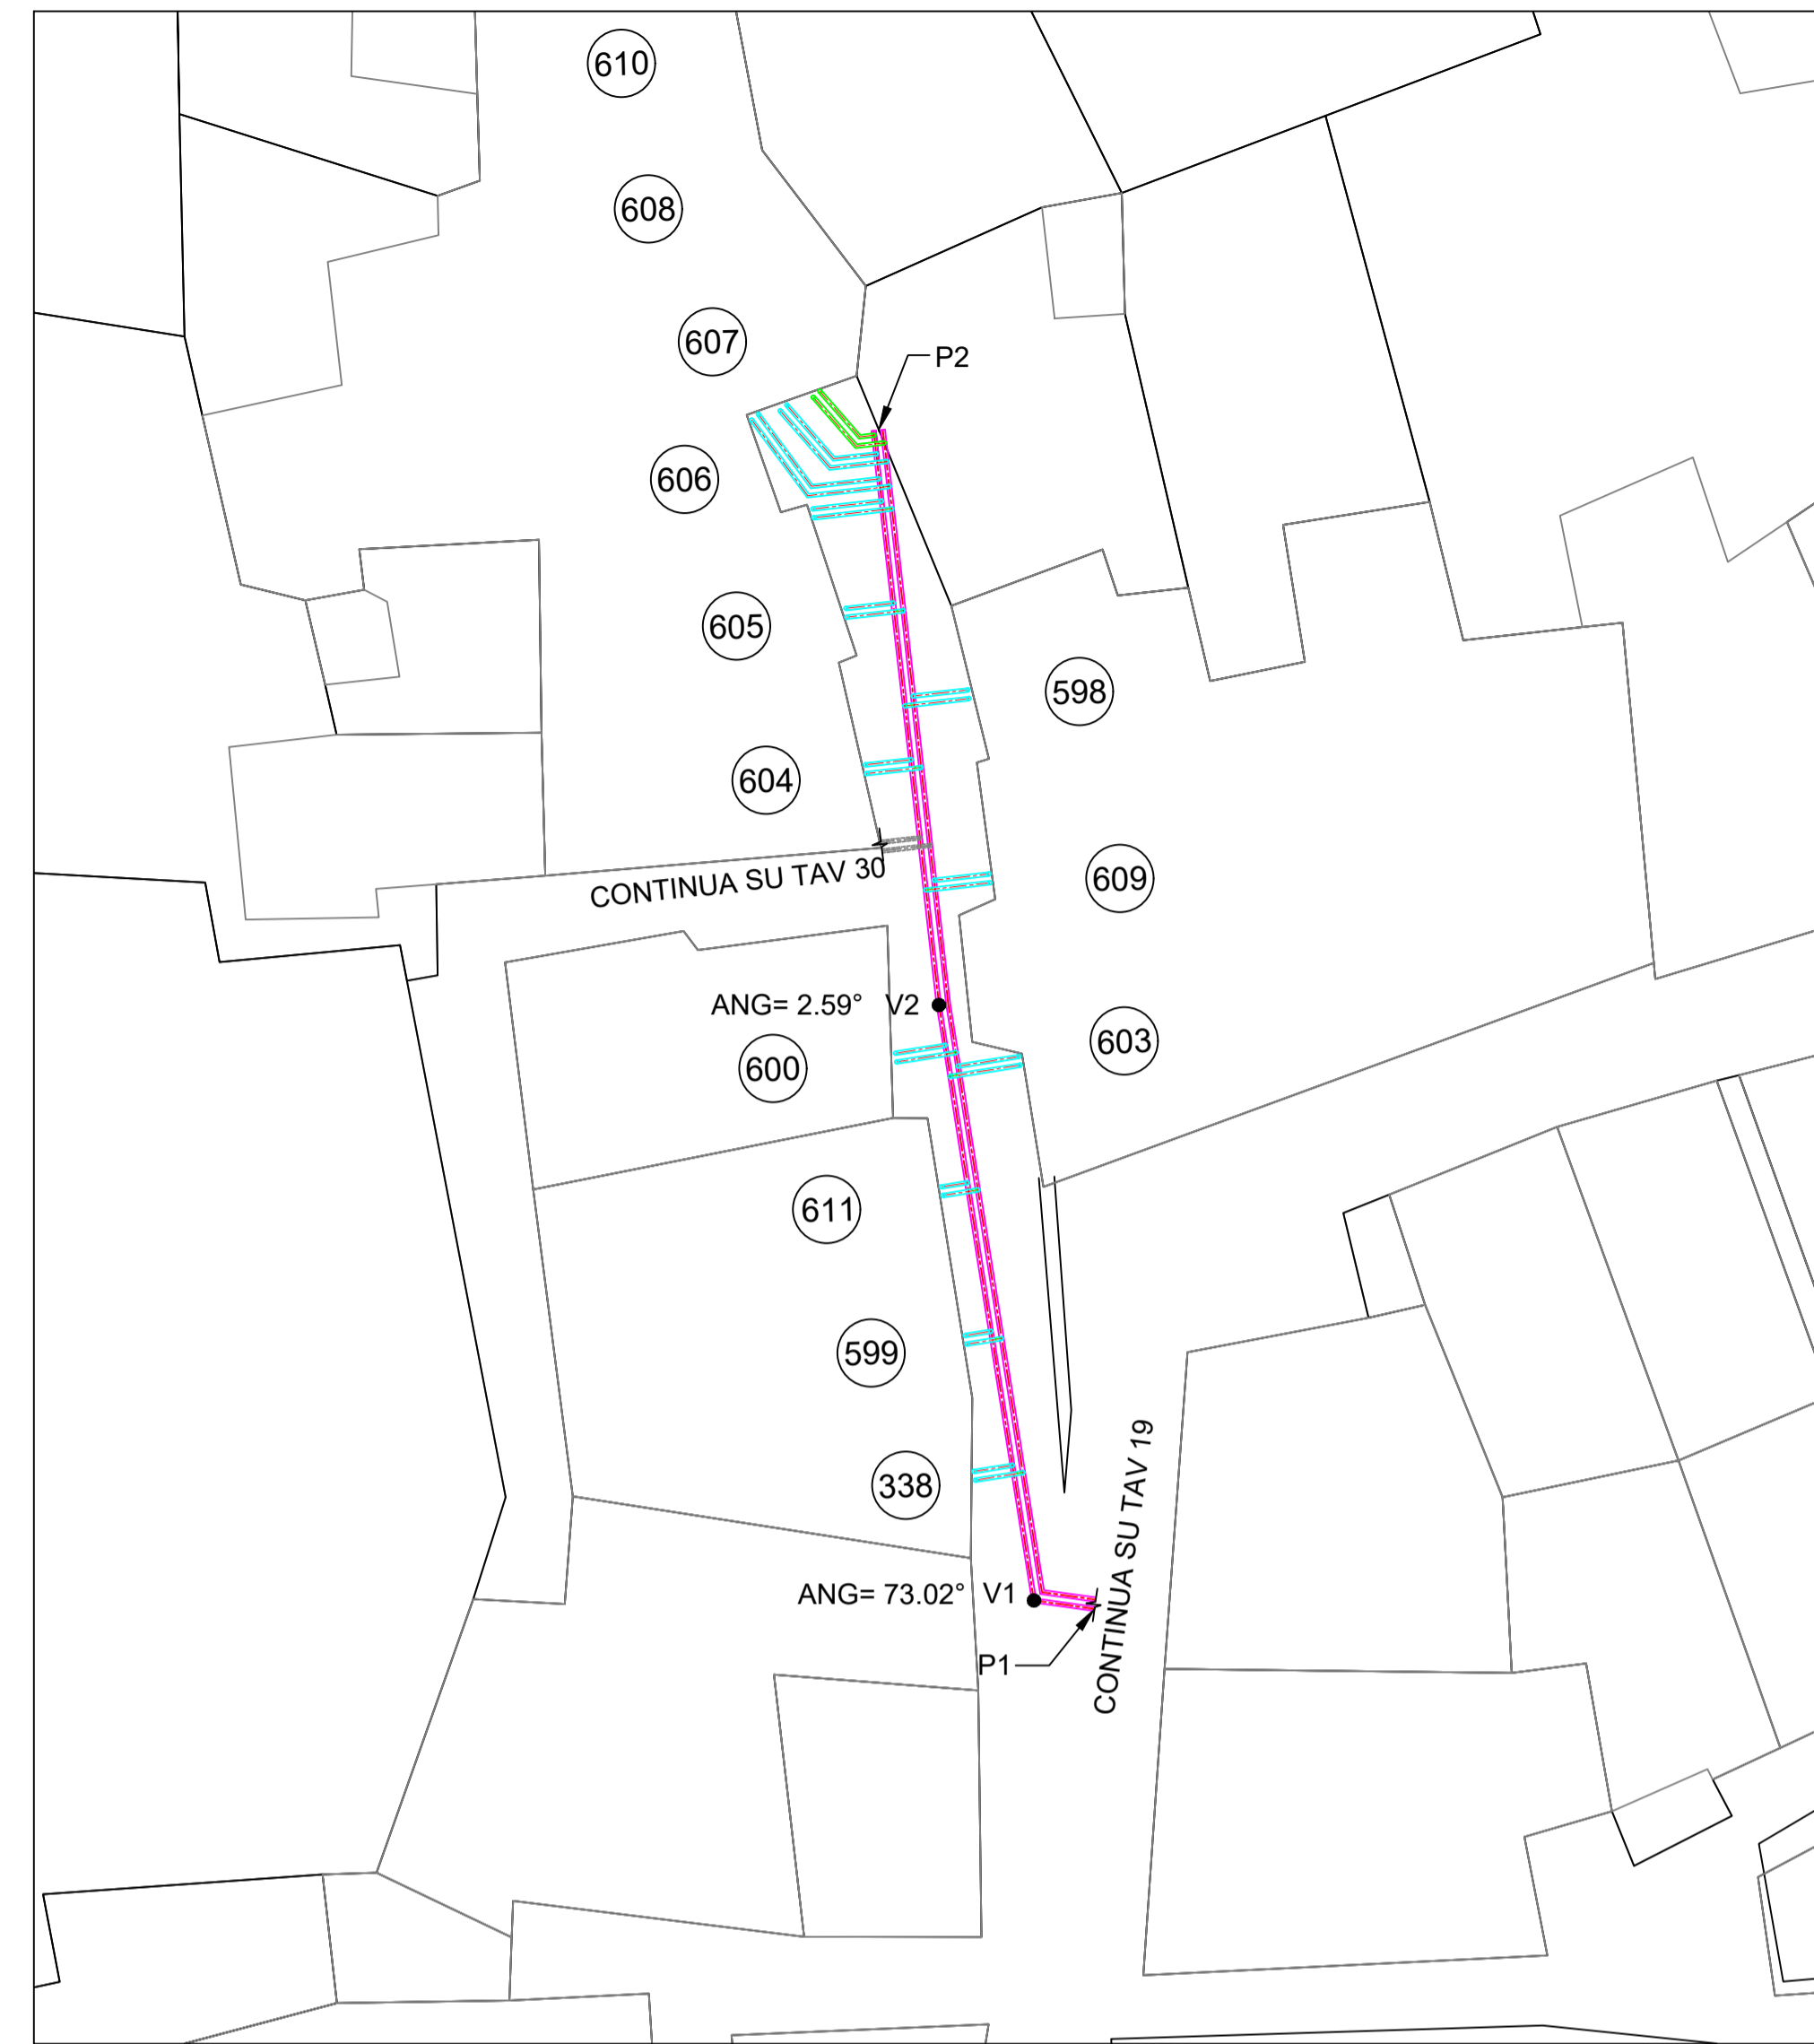 610
608
607
P2
606
605
598
604
CONTINUA SU TAV 30
609
ANG= 2.59° V2
603
600
611
599
338
CONTINUA SU TAV 19
ANG= 73.02° V1
P1